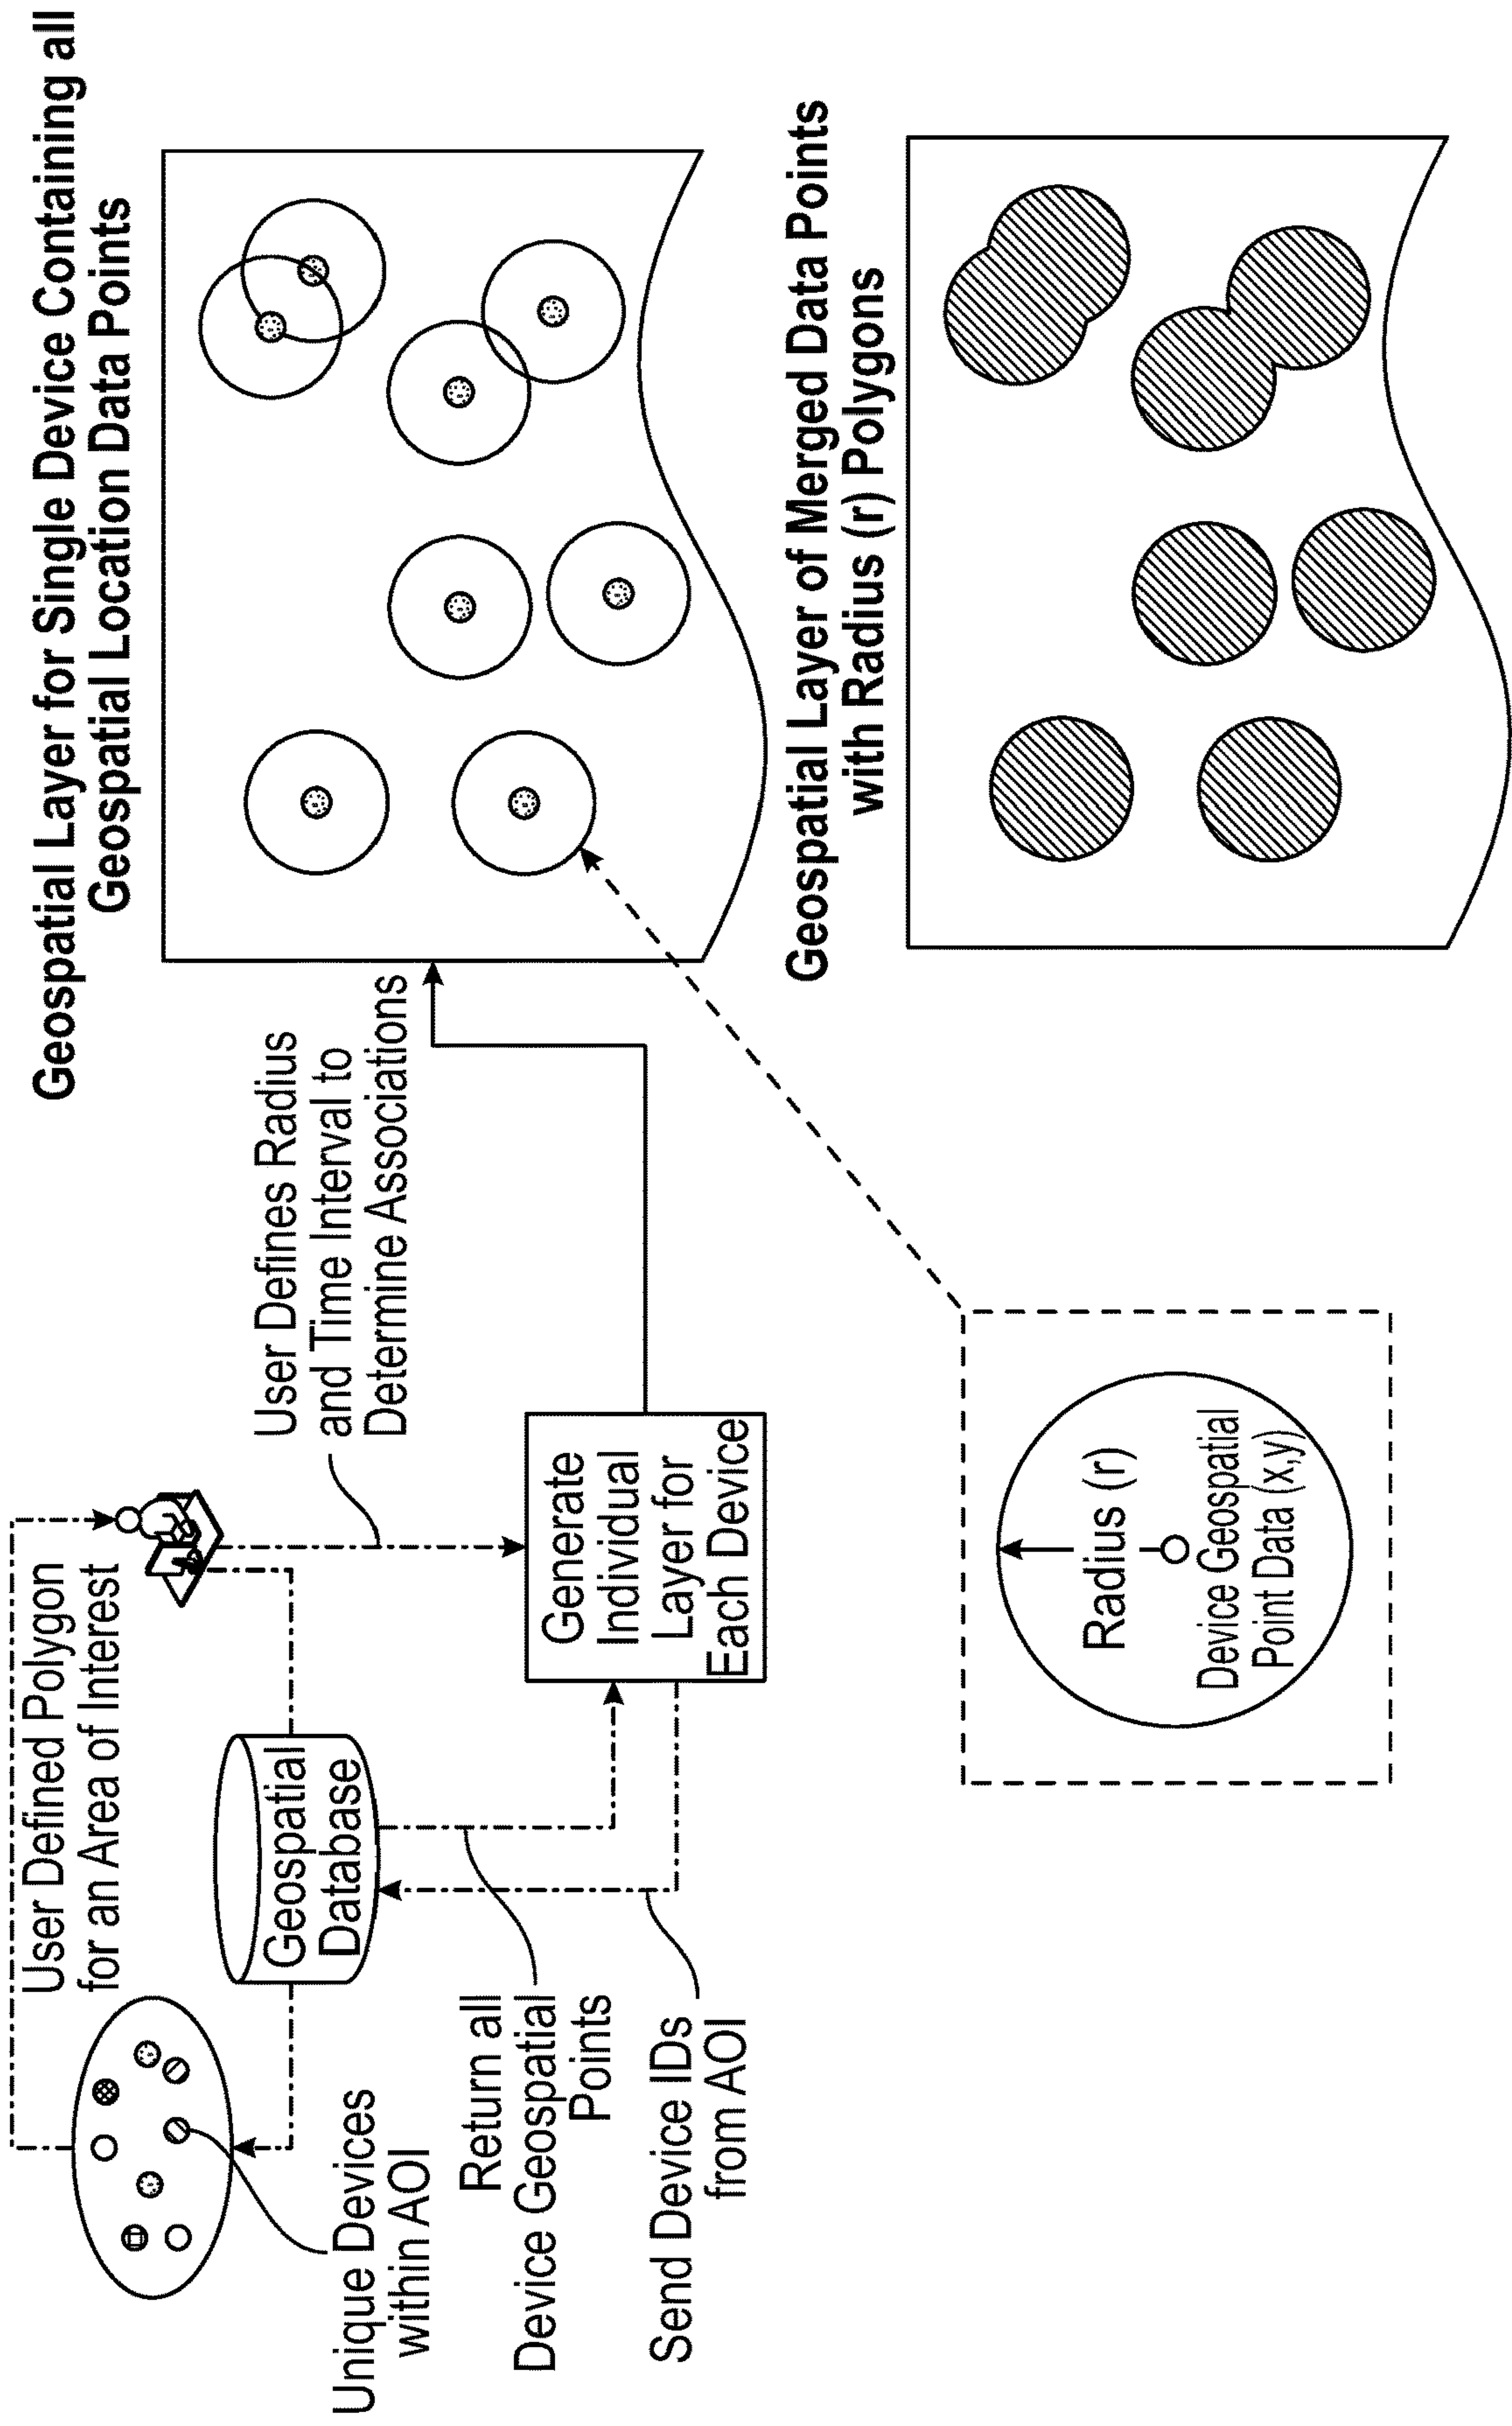 User Defined Polygon
for an Area of Interest
Unique Devices
within AOI
Geospatial
Database
Return all
Device Geospatial
Points
Send Device IDs
from AOI
User Defines Radius
and Time Interval to
Determine Associations
Generate
Individual
Layer for
Each Device
Radius (r)
Device Geospatial
Point Data (x,y)
Geospatial Layer for Single Device Containing all
Geospatial Location Data Points
Geospatial Layer of Merged Data Points
with Radius (r) Polygons